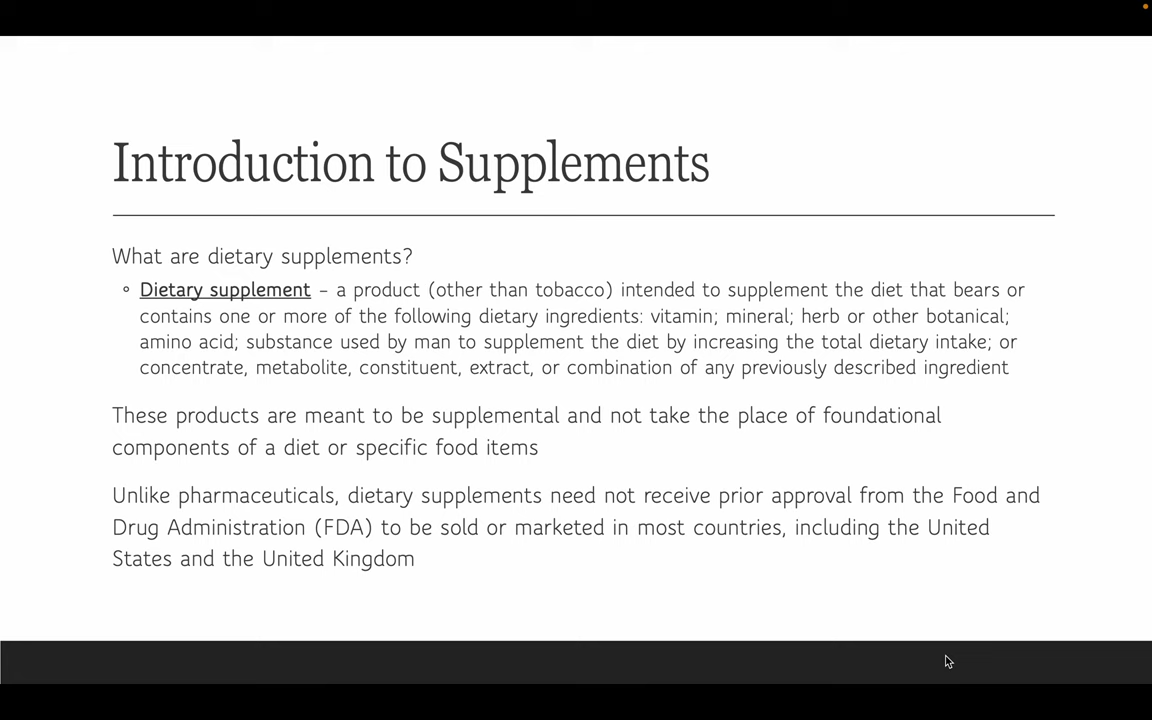 Introduction to Supplements
What are dietary supplements?
° Dietary supplement – a product (other than tobacco) intended to supplement the diet that bears or
contains one or more of the following dietary ingredients: vitamin; mineral; herb or other botanical;
amino acid; substance used by man to supplement the diet by increasing the total dietary intake; or
concentrate, metabolite, constituent, extract, or combination of any previously described ingredient
These products are meant to be supplemental and not take the place of foundational
components of a diet or specific food items
Unlike pharmaceuticals, dietary supplements need not receive prior approval from the Food and
Drug Administration (FDA) to be sold or marketed in most countries, including the United
States and the United Kingdom